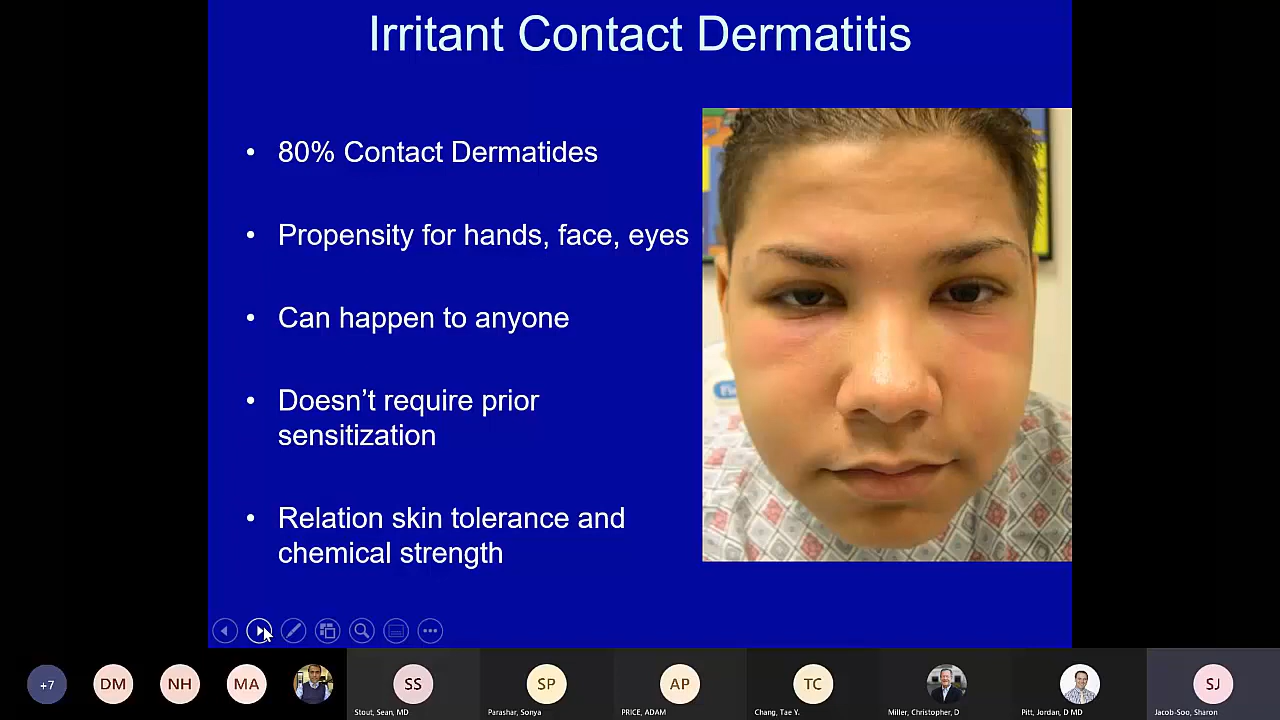 Irritant Contact Dermatitis
• 80% Contact Dermatides
• Propensity for hands, face, eyes
• Can happen to anyone
• Doesn’t require prior
sensitization
• Relation skin tolerance and
chemical strength
+7
DM
NH
MA
SS
SP
AP
TC
SJ
Stout, Sean, MD
Parashar, Sonya
PRICE, ADAM
Chang, Tae Y.
Miller, Christopher, D
Pitt, Jordan, D MD
Jacob-Soo, Sharon